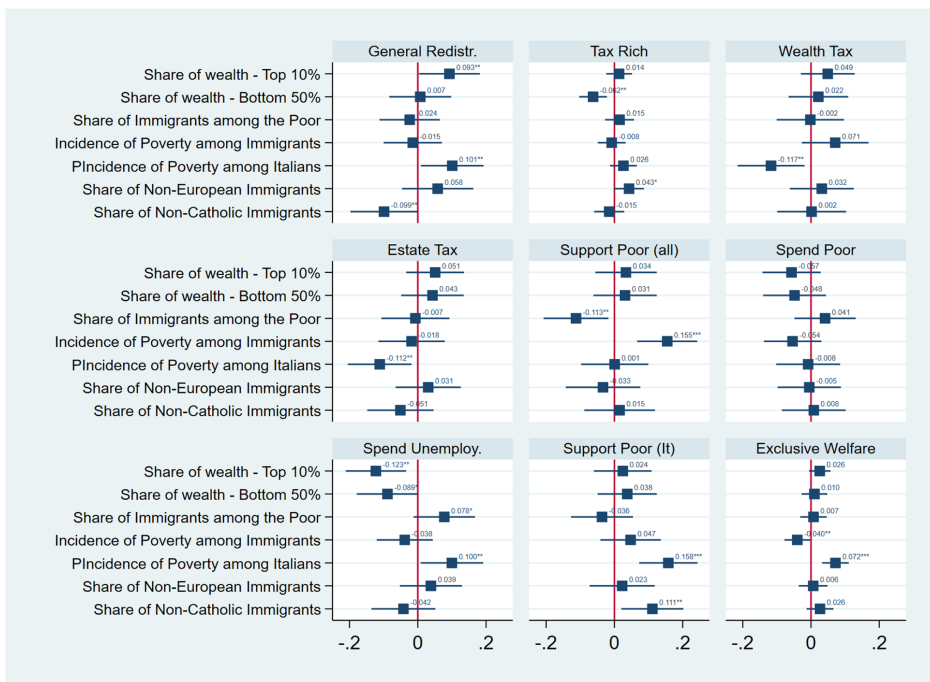 General Redistr. Tax Rich Wealth Tax
Share of wealth - Top 10% 0.093** 0.014 0.049
Share of wealth - Bottom 50% 0.007 -0.062** 0.022
Share of Immigrants among the Poor -0.024 0.015 -0.002
Incidence of Poverty among Immigrants -0.015 -0.008 0.071
PIncidence of Poverty among Italians 0.101** 0.026 -0.117**
Share of Non-European Immigrants 0.058 0.043* 0.032
Share of Non-Catholic Immigrants -0.099** -0.015 0.002
Estate Tax Support Poor (all) Spend Poor
Share of wealth - Top 10% 0.051 0.034 -0.057
Share of wealth - Bottom 50% 0.043 0.031 -0.048
Share of Immigrants among the Poor -0.007 -0.113** 0.041
Incidence of Poverty among Immigrants -0.018 0.155*** -0.054
PIncidence of Poverty among Italians -0.112** 0.001 -0.008
Share of Non-European Immigrants 0.031 -0.033 -0.005
Share of Non-Catholic Immigrants -0.051 0.015 0.008
Spend Unemploy. Support Poor (It) Exclusive Welfare
Share of wealth - Top 10% -0.123** 0.024 0.026
Share of wealth - Bottom 50% -0.089* 0.038 0.010
Share of Immigrants among the Poor 0.078* -0.036 0.007
Incidence of Poverty among Immigrants -0.038 0.047 -0.040**
PIncidence of Poverty among Italians 0.100** 0.158*** 0.072***
Share of Non-European Immigrants 0.039 0.023 0.006
Share of Non-Catholic Immigrants -0.042 0.111** 0.026
-.2 0 .2 -.2 0 .2 -.2 0 .2